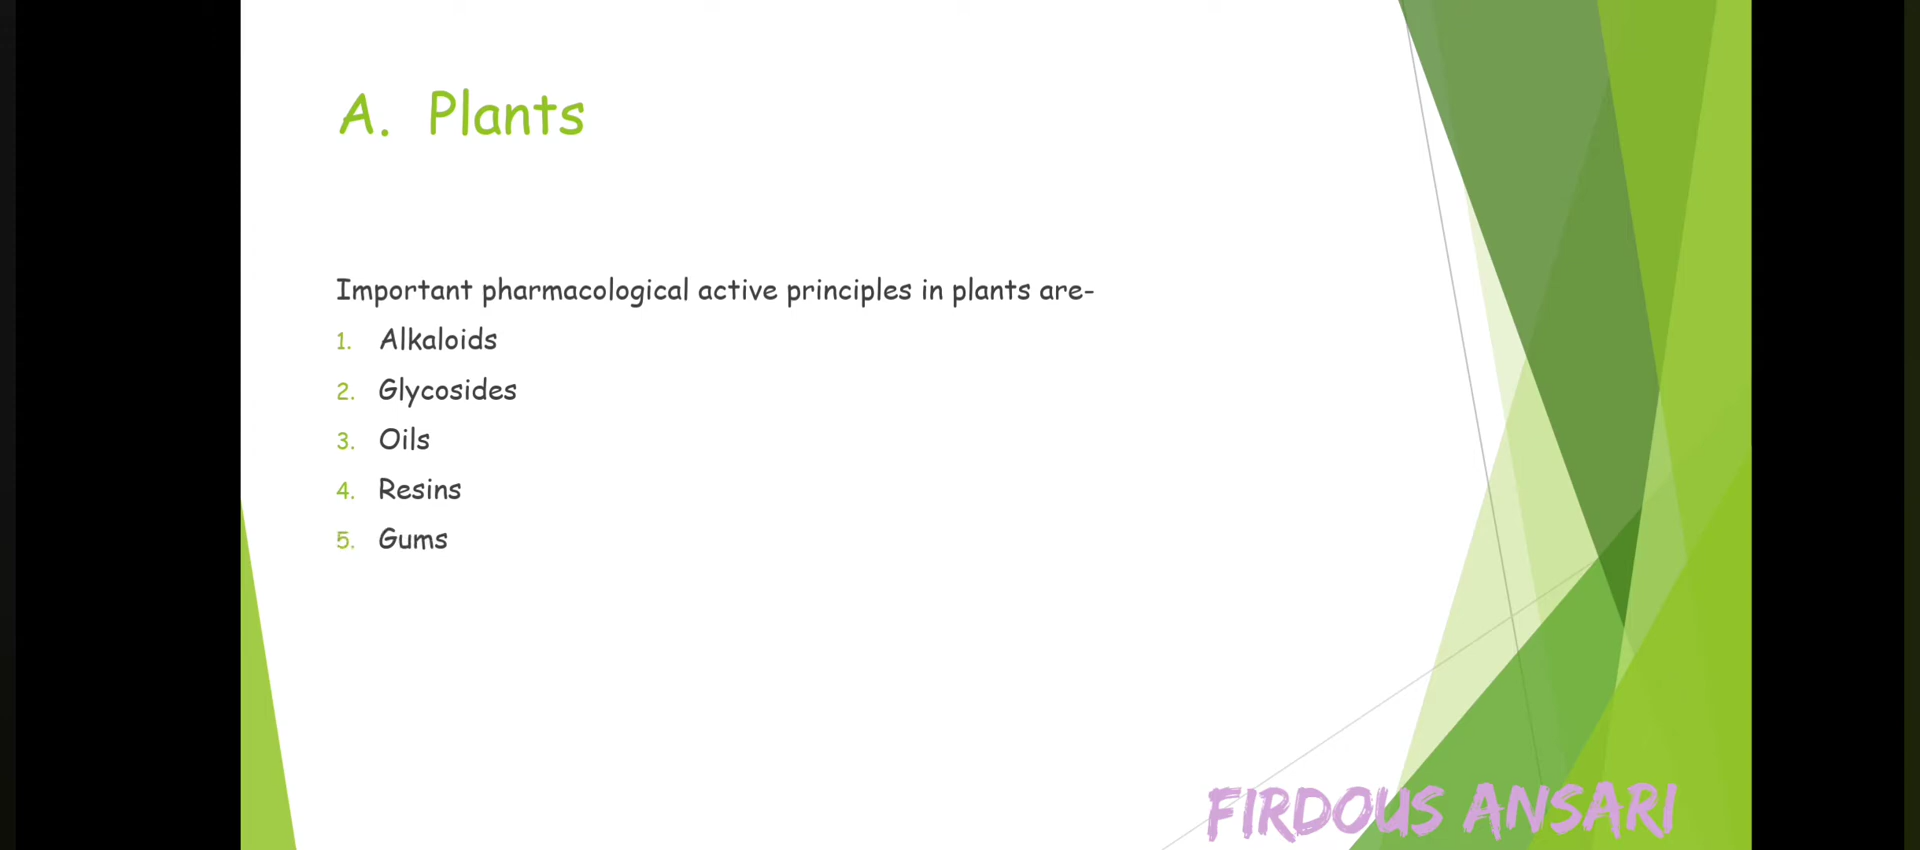 A. Plants
Important pharmacological active principles in plants are-
1. Alkaloids
2. Glycosides
3. Oils
4. Resins
5. Gums
FIRDOUS ANSARI